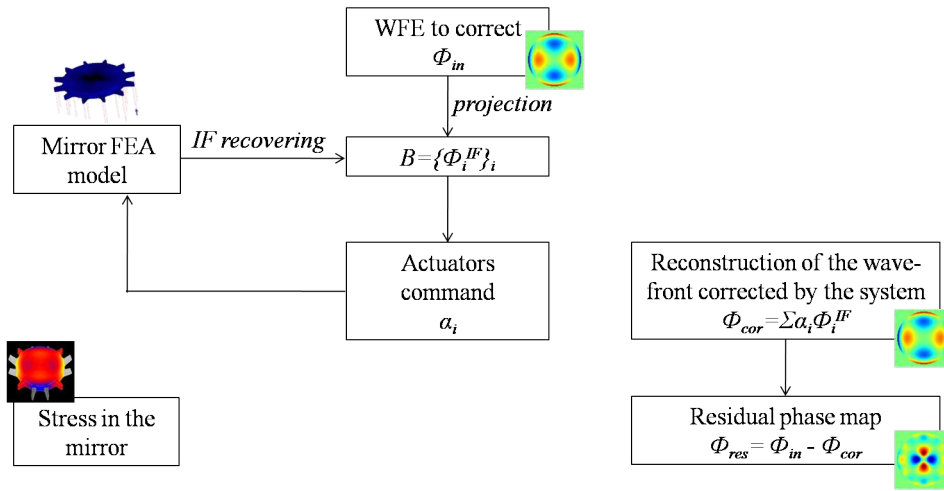 WFE to correct
Φin
projection
Mirror FEA
model
IF recovering
B={ΦiIF}i
Actuators
command
αi
Reconstruction of the wave-
front corrected by the system
Φcor=ΣαiΦiIF
Stress in the
mirror
Residual phase map
Φres= Φin - Φcor